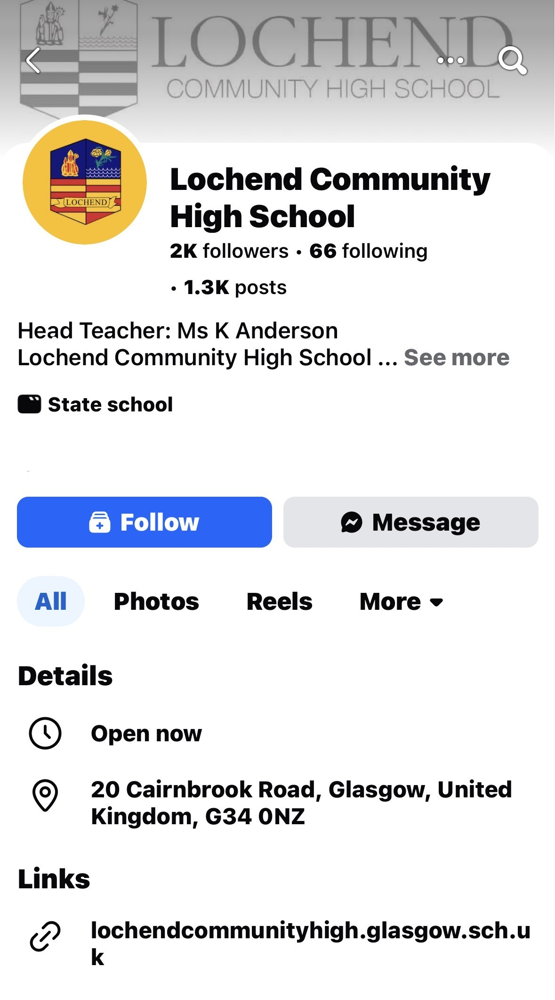 LOCHEND
COMMUNITY HIGH SCHOOL
LOCHEND
Lochend Community
High School
2K followers • 66 following
• 1.3K posts
Head Teacher: Ms K Anderson
Lochend Community High School ... See more
State school
Follow
Message
All
Photos
Reels
More
Details
Open now
20 Cairnbrook Road, Glasgow, United
Kingdom, G34 0NZ
Links
lochendcommunityhigh.glasgow.sch.u
k